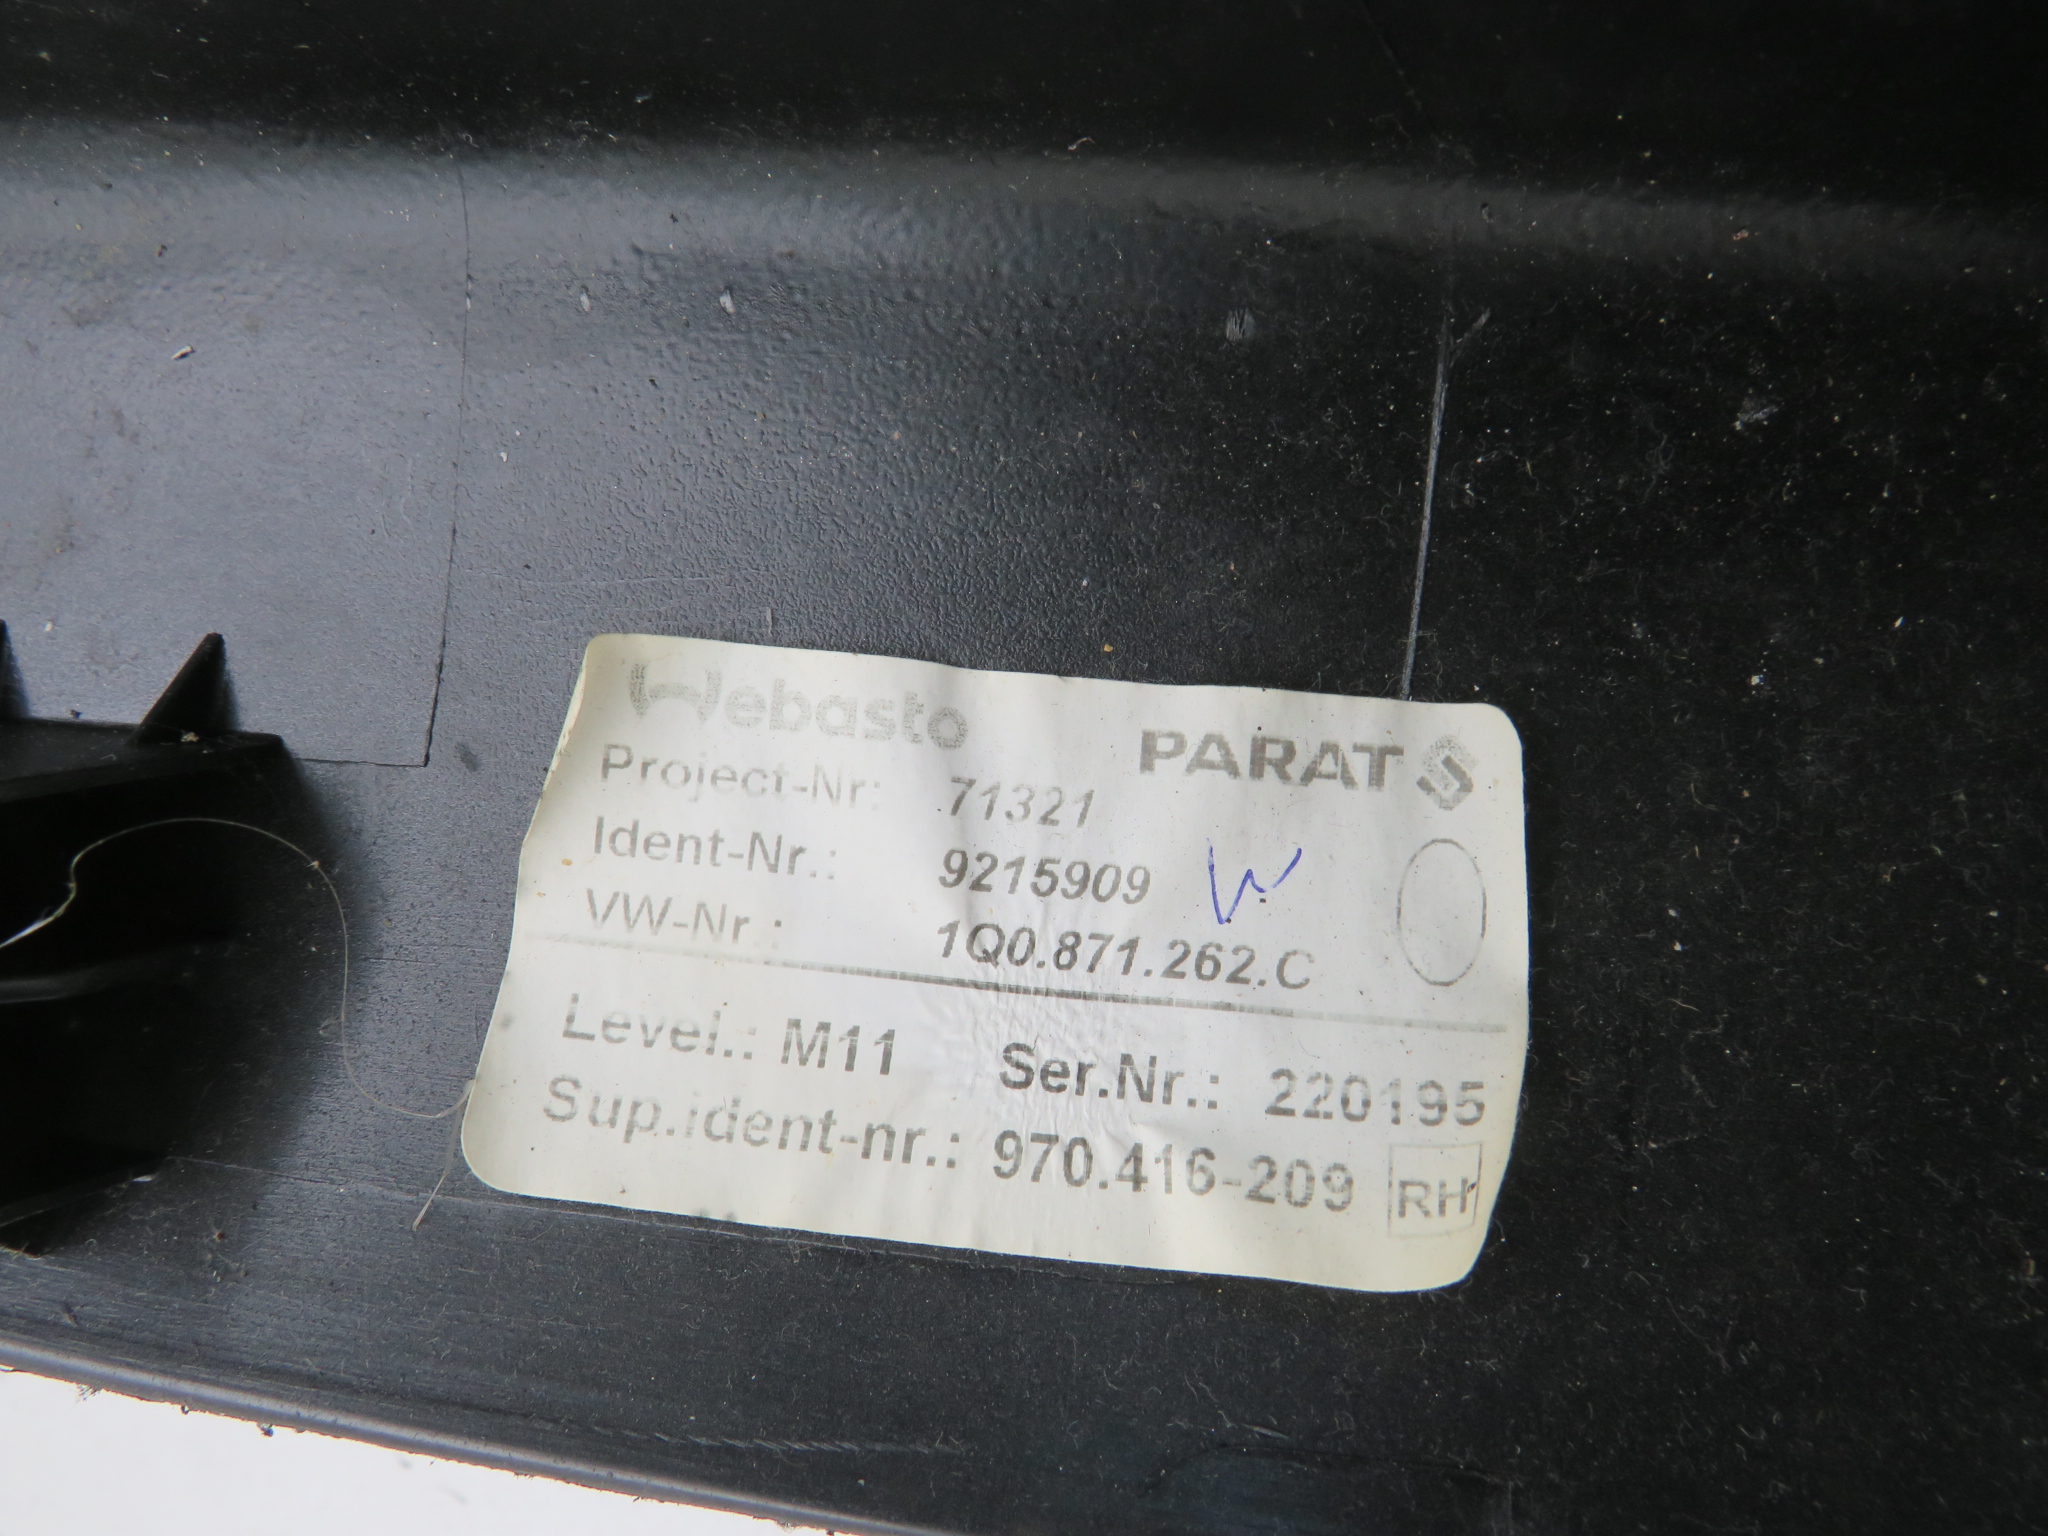 Webasto
PARAT
Project-Nr: 71321
Ident-Nr.: 9215909
VW-Nr.: 1Q0.871.262.C
Level.: M11 Ser.Nr.: 220195
Sup.ident-nr.: 970.416-209 RH